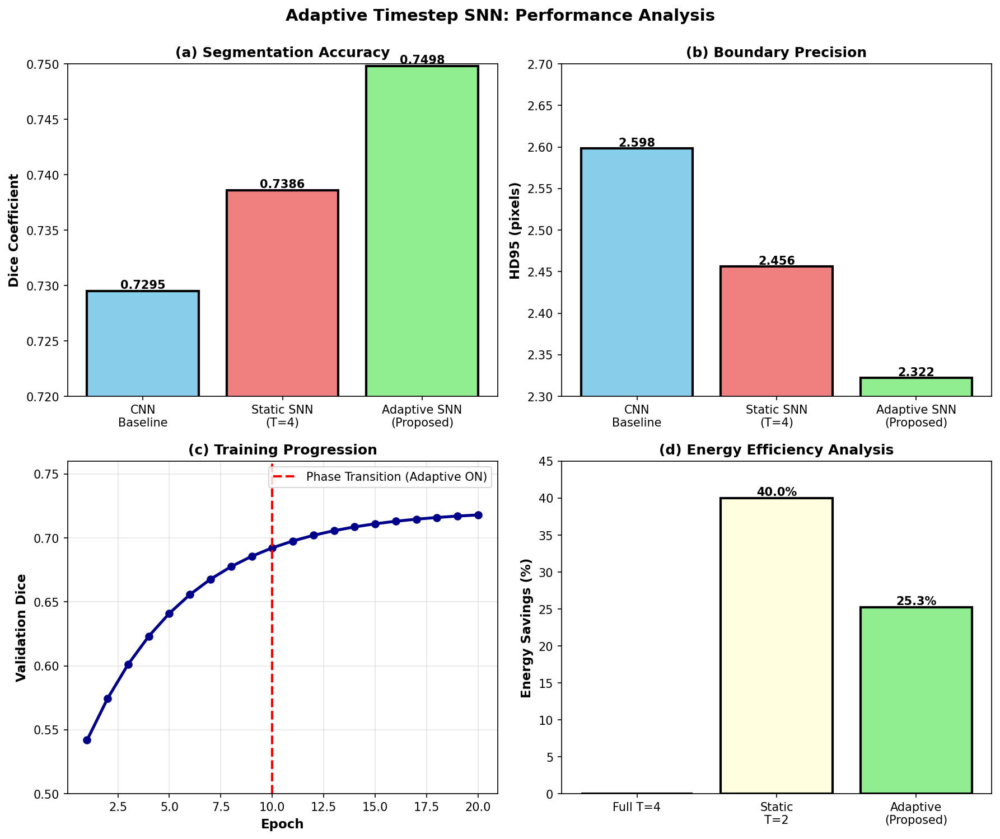 Adaptive Timestep SNN: Performance Analysis
(a) Segmentation Accuracy
0.750
0.745
0.740
0.735
0.730
0.725
0.720
Dice Coefficient
0.7295
0.7386
0.7498
CNN
Baseline
Static SNN
(T=4)
Adaptive SNN
(Proposed)
(b) Boundary Precision
2.70
2.65
2.60
2.55
2.50
2.45
2.40
2.35
2.30
HD95 (pixels)
2.598
2.456
2.322
CNN
Baseline
Static SNN
(T=4)
Adaptive SNN
(Proposed)
(c) Training Progression
0.75
0.70
0.65
0.60
0.55
0.50
Validation Dice
Phase Transition (Adaptive ON)
2.5 5.0 7.5 10.0 12.5 15.0 17.5 20.0
Epoch
(d) Energy Efficiency Analysis
45
40
35
30
25
20
15
10
5
0
Energy Savings (%)
40.0%
25.3%
Full T=4
Static
T=2
Adaptive
(Proposed)